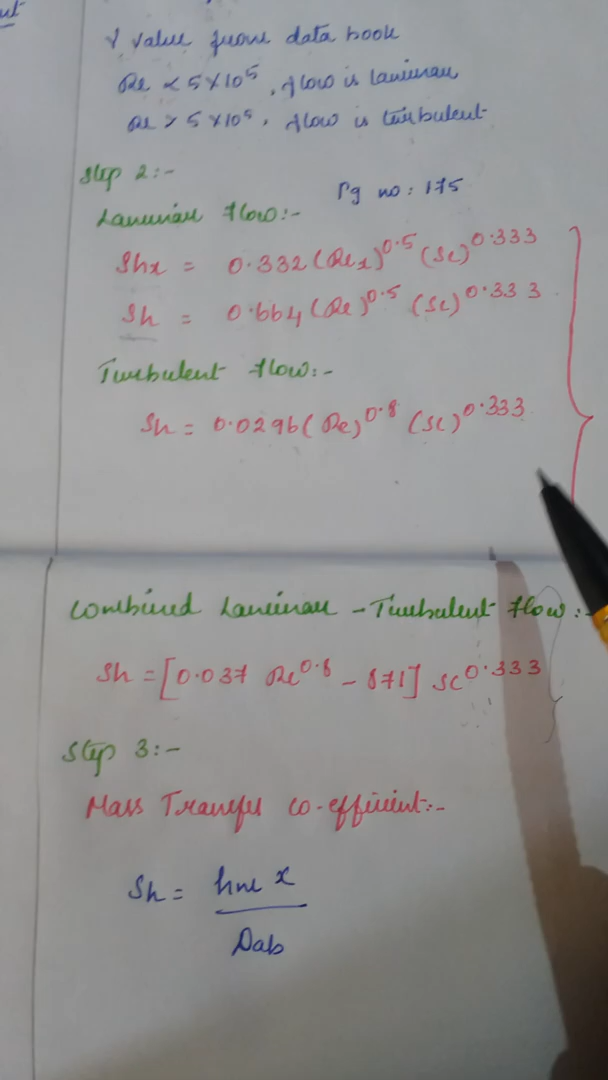 γ value from data book
Re < 5×10⁵, flow is laminar
Re > 5×10⁵, flow is turbulent
Step 2:-
Pg no: 175
Laminar flow:-
Shx = 0.332 (Rex)^0.5 (Sc)^0.333
Sh = 0.664 (Re)^0.5 (Sc)^0.333
Turbulent flow:-
Sh = 0.0296 (Re)^0.8 (Sc)^0.333
Combined Laminar - Turbulent flow:-
Sh = [0.037 Re^0.8 - 871] Sc^0.333
Step 3:-
Mass Transfer co-efficient:-
Sh = hm x
Dab